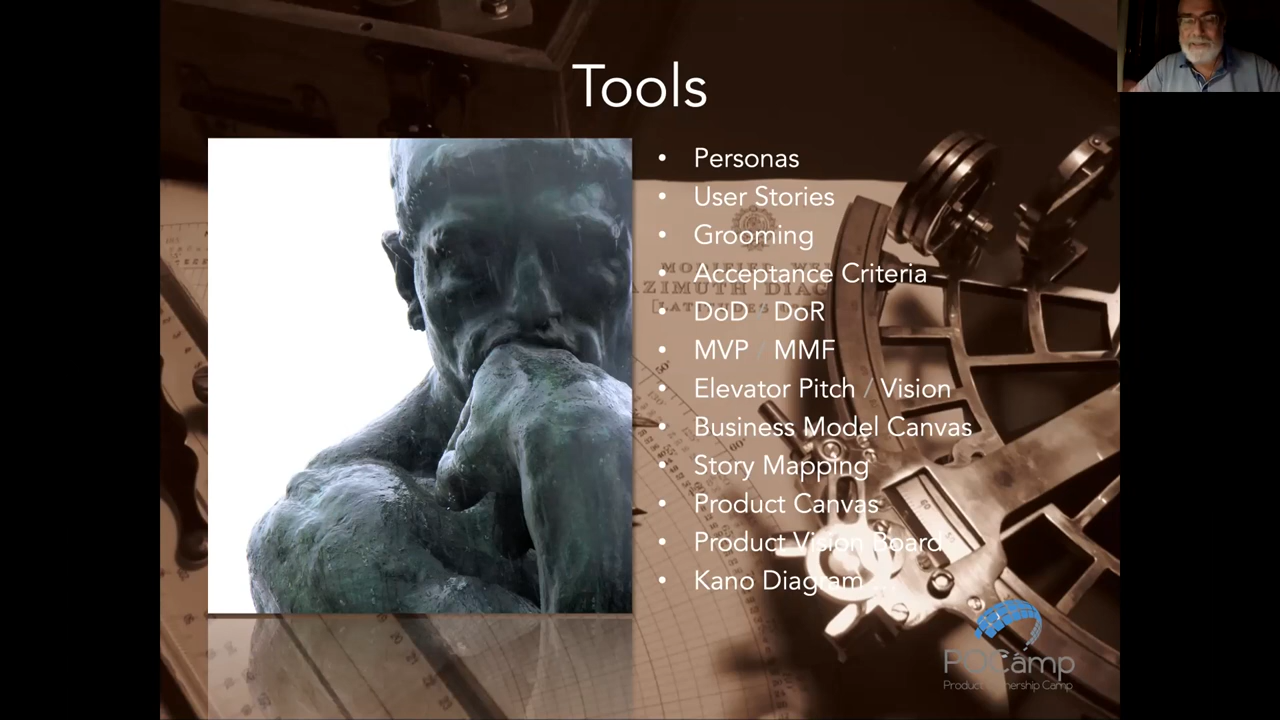 Tools
• Personas
• User Stories
• Grooming
• Acceptance Criteria
• DoD / DoR
• MVP / MMF
• Elevator Pitch / Vision
• Business Model Canvas
• Story Mapping
• Product Canvas
• Product Vision Board
• Kano Diagram ...
POCamp
Product Ownership Camp